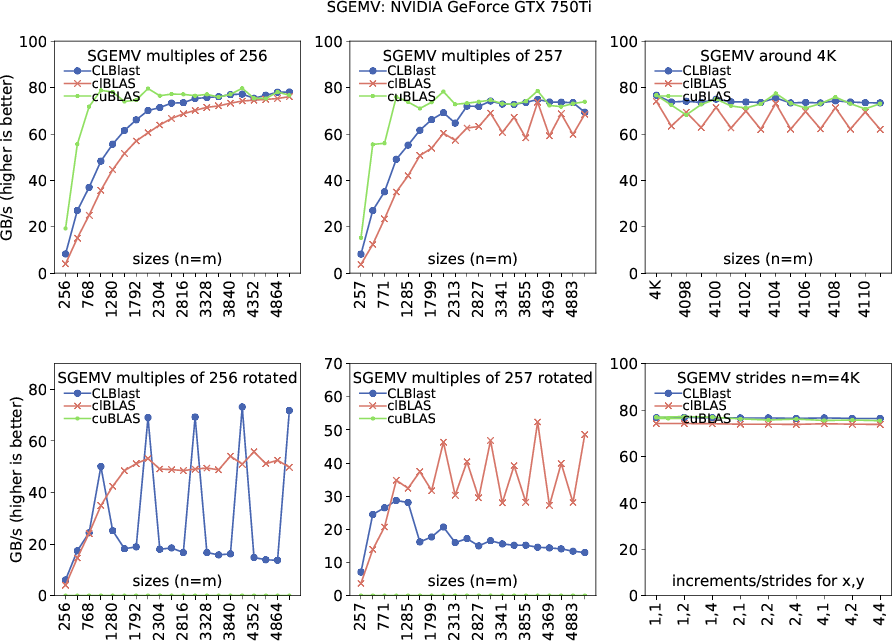 SGEMV: NVIDIA GeForce GTX 750Ti
GB/s (higher is better)
SGEMV multiples of 256
CLBlast
clBLAS
cuBLAS
sizes (n=m)
100
80
60
40
20
0
256 768 1280 1792 2304 2816 3328 3840 4352 4864
SGEMV multiples of 257
CLBlast
clBLAS
cuBLAS
sizes (n=m)
100
80
60
40
20
0
257 771 1285 1799 2313 2827 3341 3855 4369 4883
SGEMV around 4K
CLBlast
clBLAS
cuBLAS
sizes (n=m)
100
80
60
40
20
0
4K 4098 4100 4102 4104 4106 4108 4110
GB/s (higher is better)
SGEMV multiples of 256 rotated
CLBlast
clBLAS
cuBLAS
sizes (n=m)
80
60
40
20
0
256 768 1280 1792 2304 2816 3328 3840 4352 4864
SGEMV multiples of 257 rotated
CLBlast
clBLAS
cuBLAS
sizes (n=m)
70
60
50
40
30
20
10
0
257 771 1285 1799 2313 2827 3341 3855 4369 4883
SGEMV strides n=m=4K
CLBlast
clBLAS
cuBLAS
increments/strides for x,y
100
80
60
40
20
0
1,1 1,2 1,4 2,1 2,2 2,4 4,1 4,2 4,4